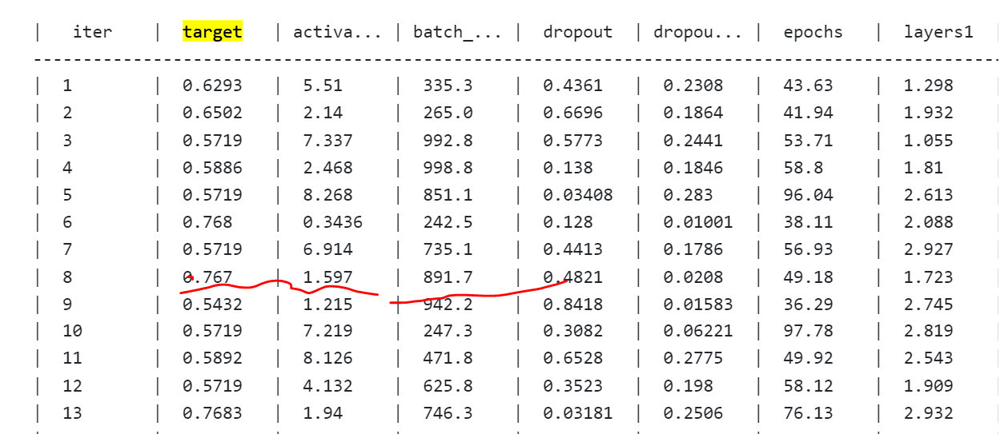 | iter | target | activa... | batch_... | dropout | dropou... | epochs | layers1 |
-------------------------------------------------------------------------------------------------
| 1 | 0.6293 | 5.51 | 335.3 | 0.4361 | 0.2308 | 43.63 | 1.298
| 2 | 0.6502 | 2.14 | 265.0 | 0.6696 | 0.1864 | 41.94 | 1.932
| 3 | 0.5719 | 7.337 | 992.8 | 0.5773 | 0.2441 | 53.71 | 1.055
| 4 | 0.5886 | 2.468 | 998.8 | 0.138 | 0.1846 | 58.8 | 1.81
| 5 | 0.5719 | 8.268 | 851.1 | 0.03408 | 0.283 | 96.04 | 2.613
| 6 | 0.768 | 0.3436 | 242.5 | 0.128 | 0.01001 | 38.11 | 2.088
| 7 | 0.5719 | 6.914 | 735.1 | 0.4413 | 0.1786 | 56.93 | 2.927
| 8 | 0.767 | 1.597 | 891.7 | 0.4821 | 0.0208 | 49.18 | 1.723
| 9 | 0.5432 | 1.215 | 942.2 | 0.8418 | 0.01583 | 36.29 | 2.745
| 10 | 0.5719 | 7.219 | 247.3 | 0.3082 | 0.06221 | 97.78 | 2.819
| 11 | 0.5892 | 8.126 | 471.8 | 0.6528 | 0.2775 | 49.92 | 2.543
| 12 | 0.5719 | 4.132 | 625.8 | 0.3523 | 0.198 | 58.12 | 1.909
| 13 | 0.7683 | 1.94 | 746.3 | 0.03181 | 0.2506 | 76.13 | 2.932